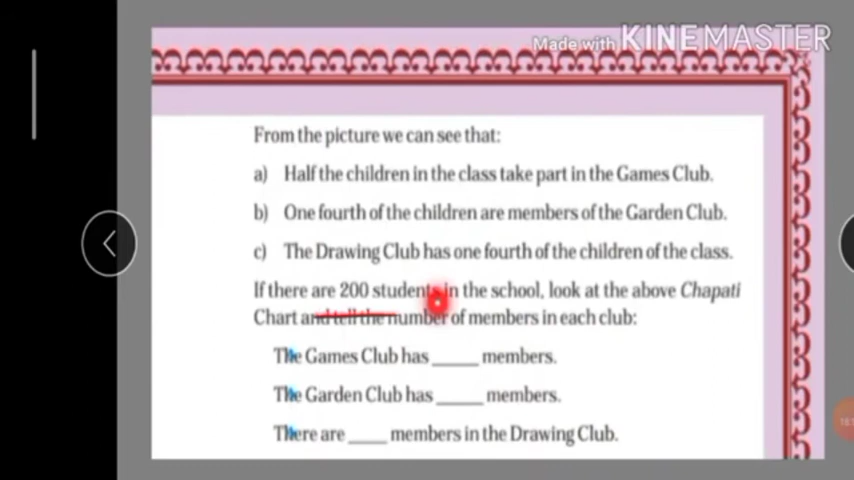 Made with KINEMASTER
From the picture we can see that:
a) Half the children in the class take part in the Games Club.
b) One fourth of the children are members of the Garden Club.
c) The Drawing Club has one fourth of the children of the class.
If there are 200 students in the school, look at the above Chapati
Chart and tell the number of members in each club:
The Games Club has _____ members.
The Garden Club has _____ members.
There are ____ members in the Drawing Club.